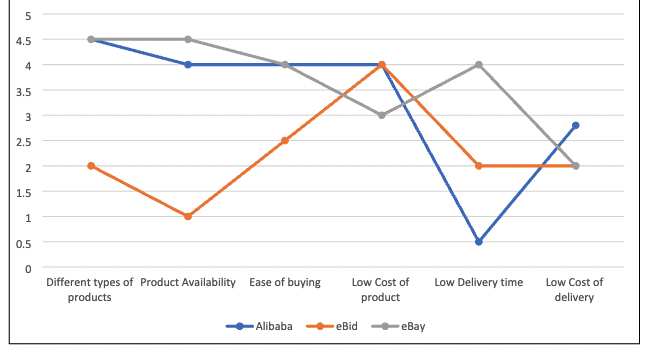 5
4.5
4
3.5
3
2.5
2
1.5
1
0.5
0
Different types of products
Product Availability
Ease of buying
Low Cost of product
Low Delivery time
Low Cost of delivery
Alibaba eBid eBay